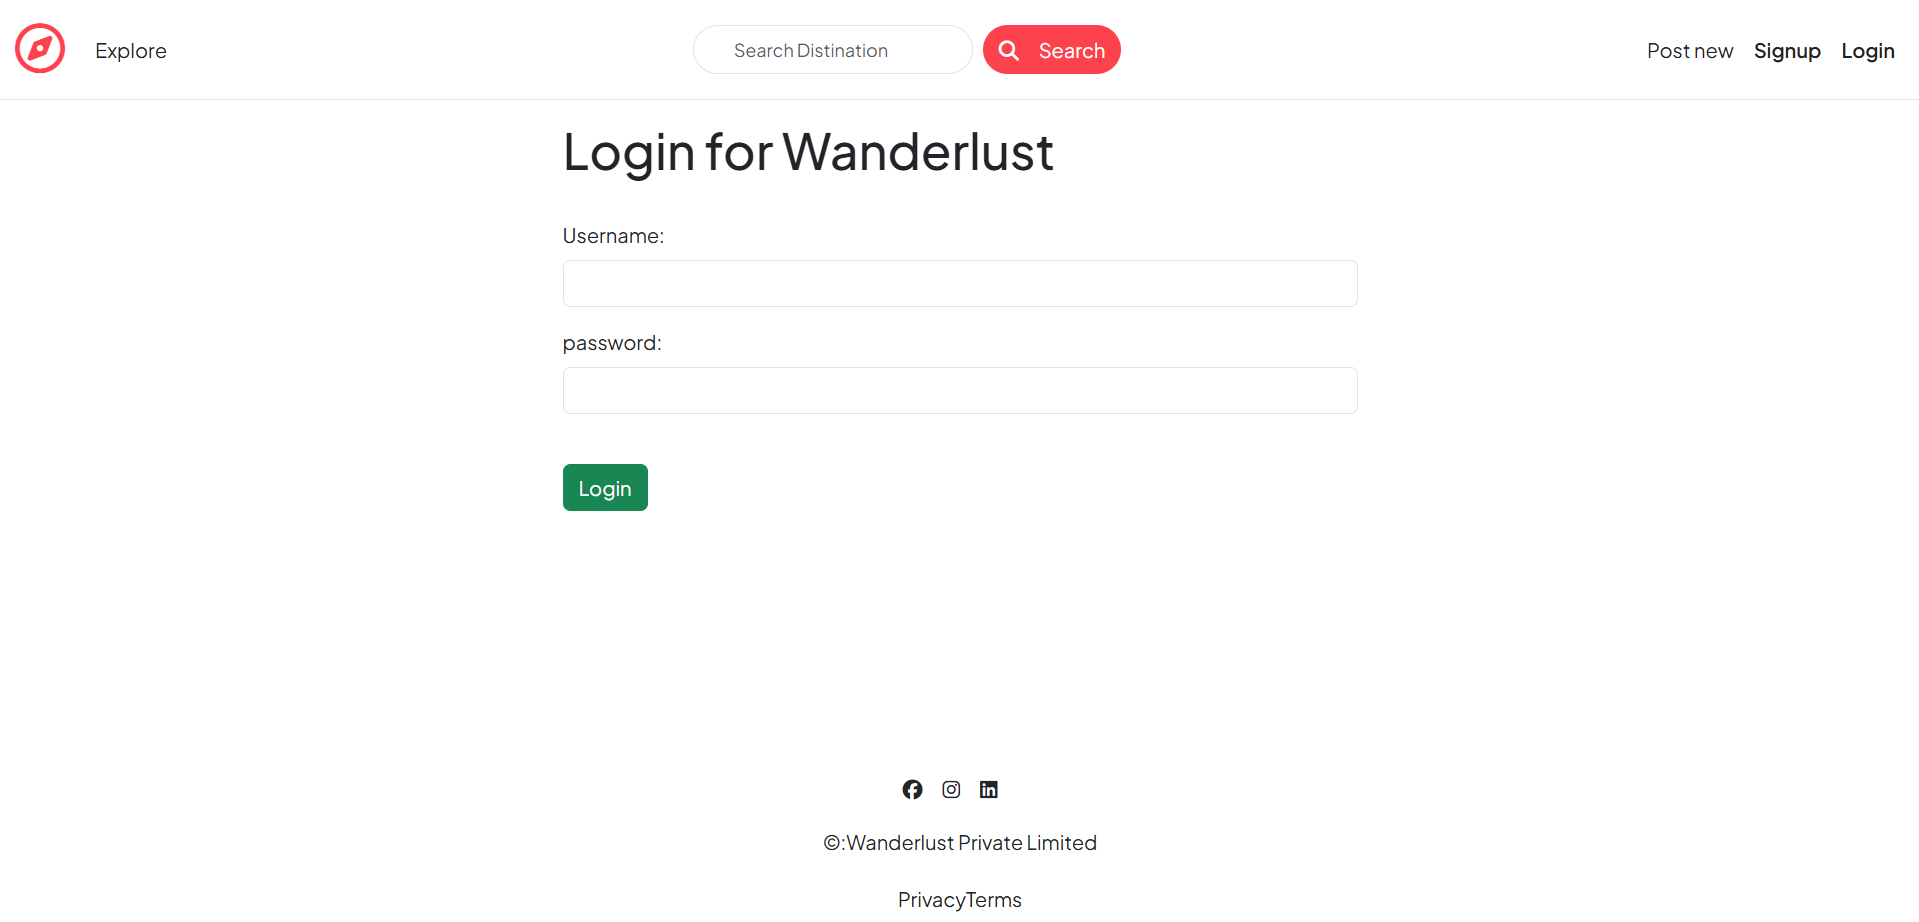 Explore
Search Distination
Search
Post new
Signup
Login
Login for Wanderlust
Username:
password:
Login
©:Wanderlust Private Limited
PrivacyTerms